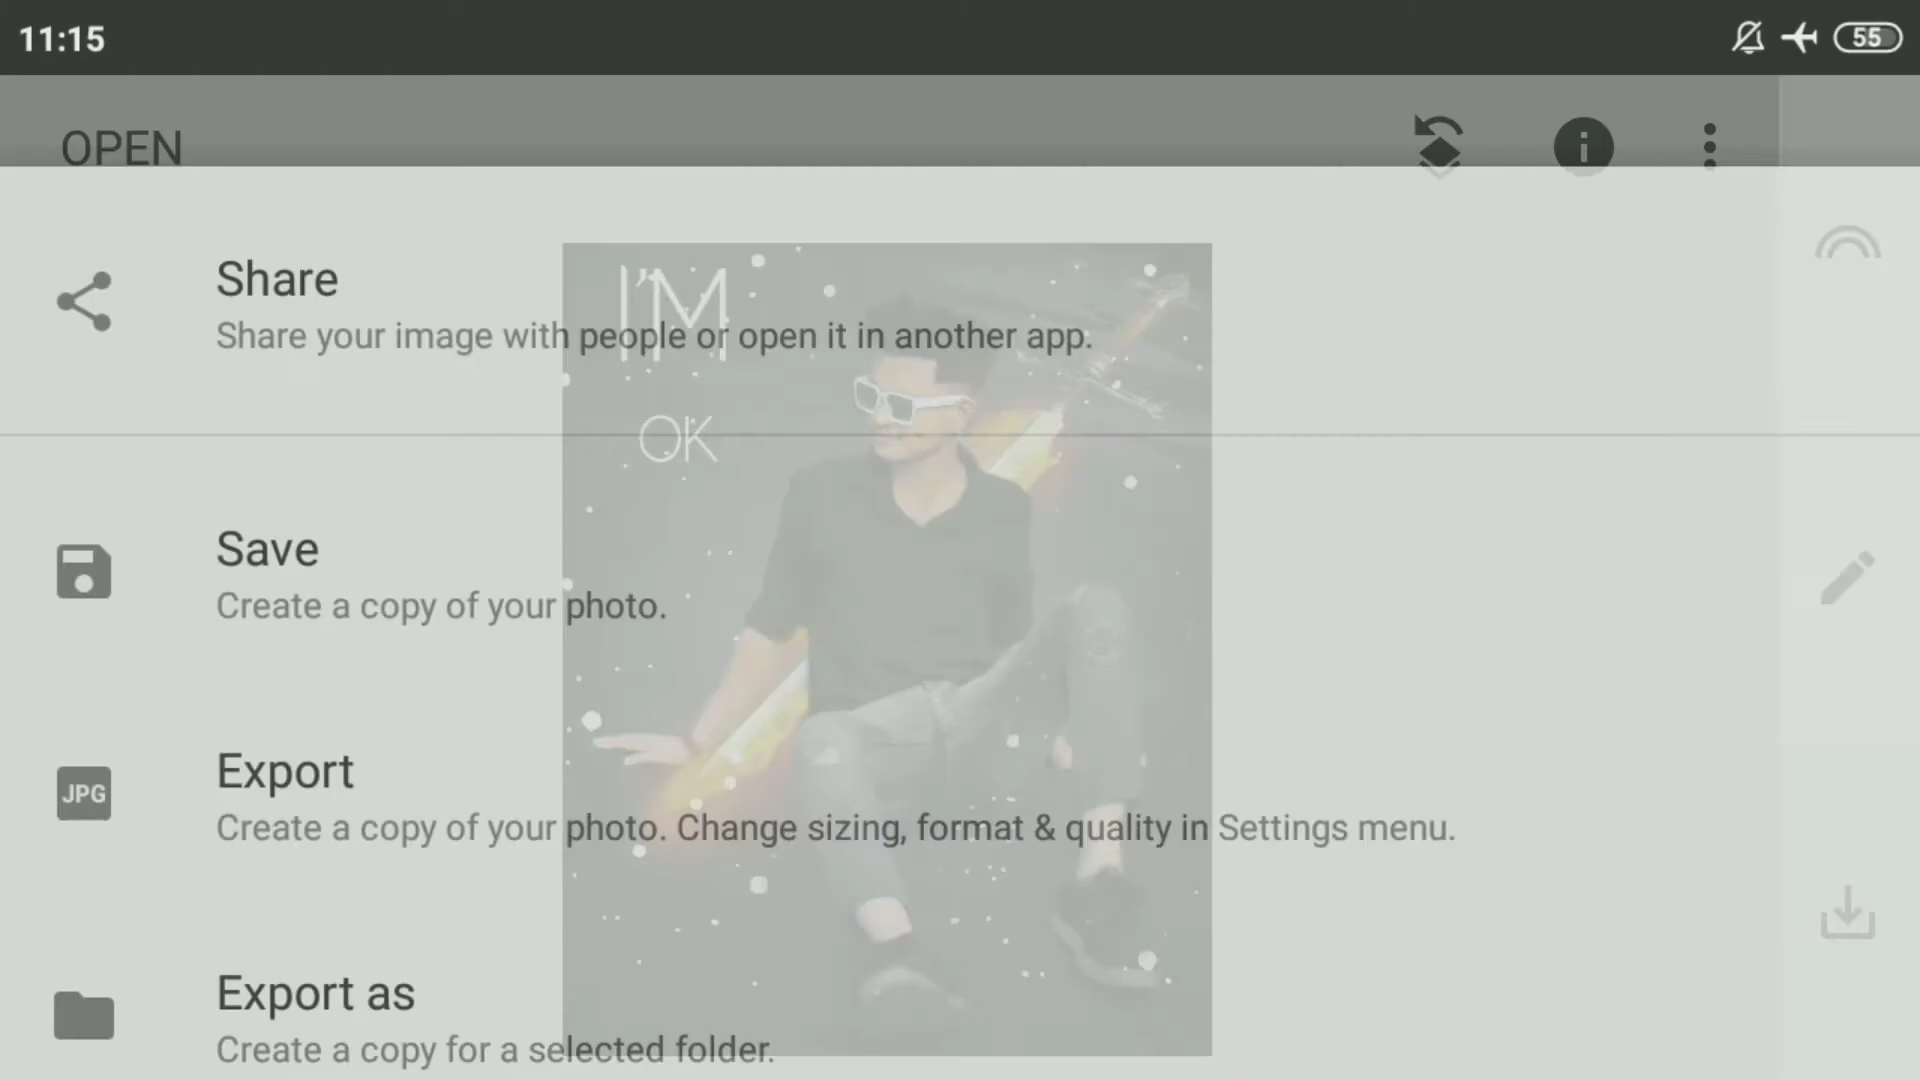 11:15
55
OPEN
Share
Share your image with people or open it in another app.
I'M
OK
Save
Create a copy of your photo.
JPG
Export
Create a copy of your photo. Change sizing, format & quality in Settings menu.
Export as
Create a copy for a selected folder.